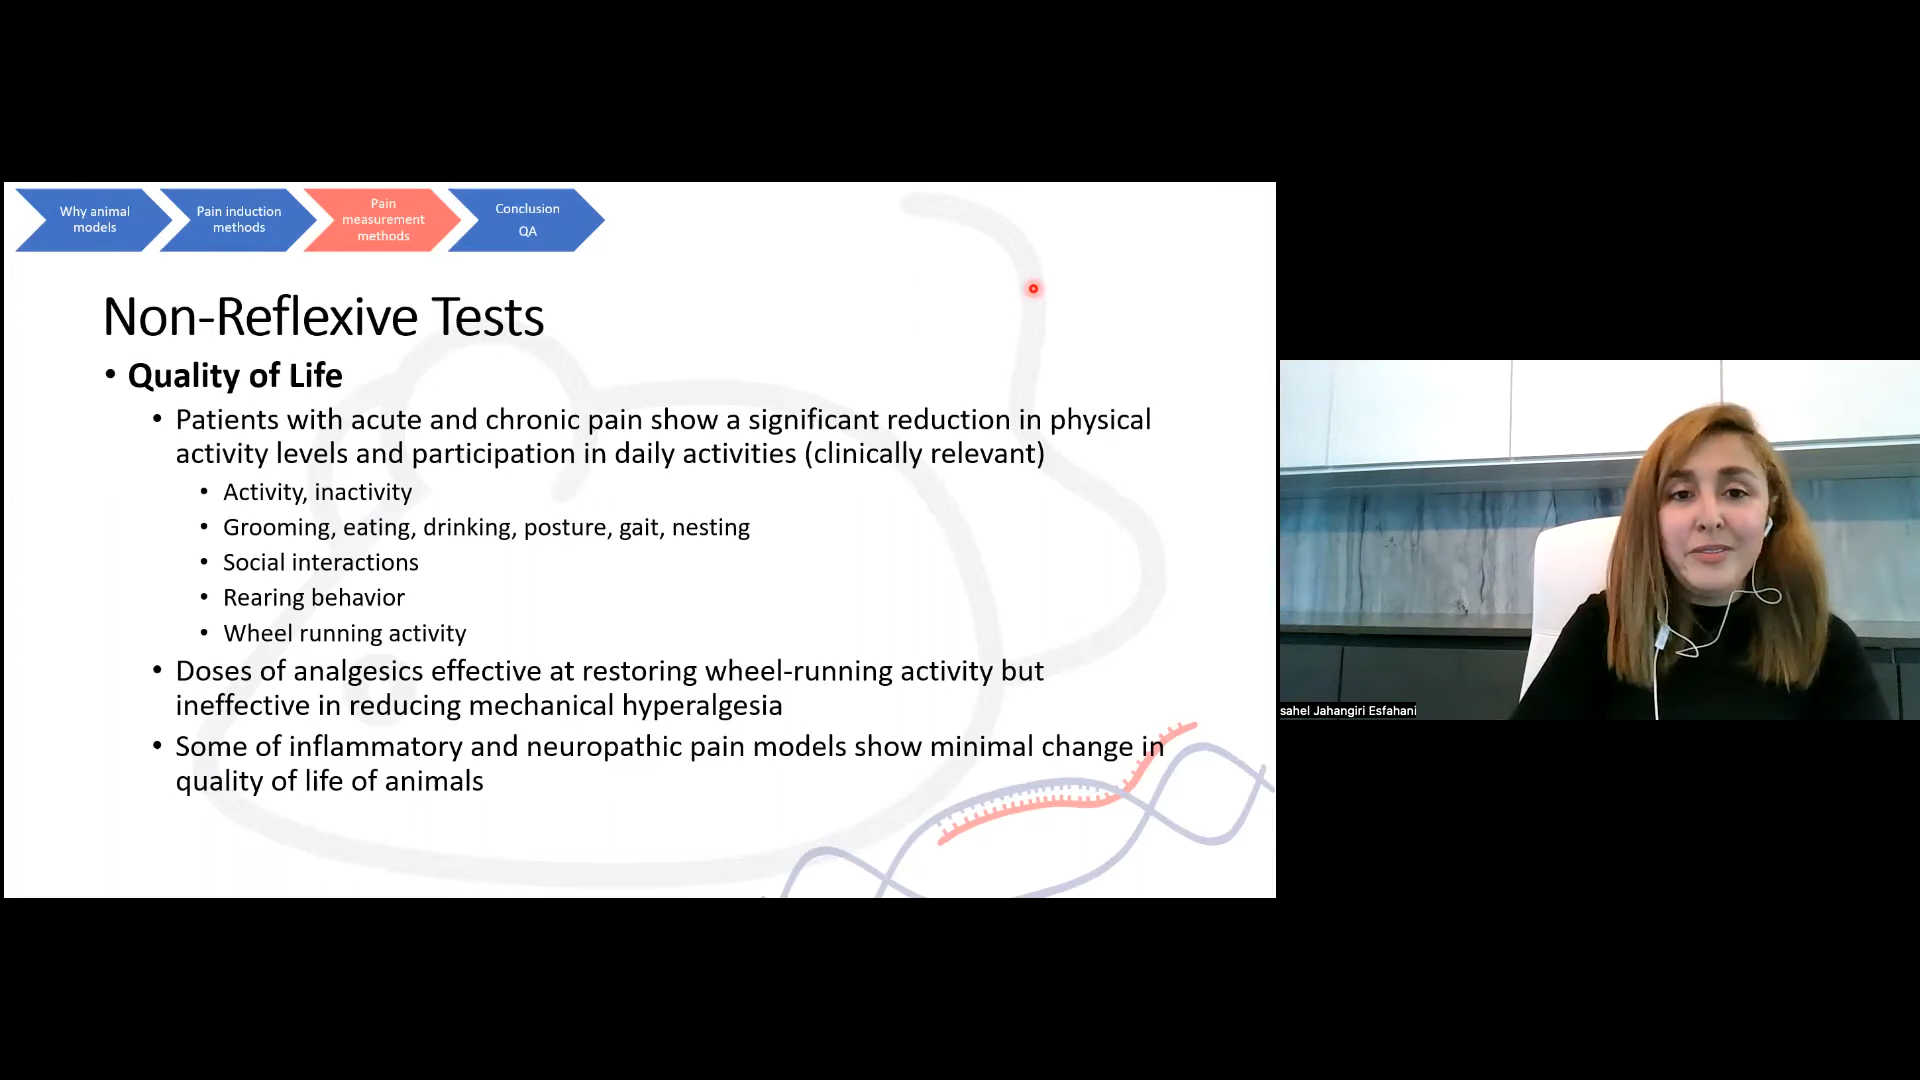 Why animal
models
Pain induction
methods
Pain
measurement
methods
Conclusion
QA
Non-Reflexive Tests
• Quality of Life
• Patients with acute and chronic pain show a significant reduction in physical
activity levels and participation in daily activities (clinically relevant)
• Activity, inactivity
• Grooming, eating, drinking, posture, gait, nesting
• Social interactions
• Rearing behavior
• Wheel running activity
• Doses of analgesics effective at restoring wheel-running activity but
ineffective in reducing mechanical hyperalgesia
• Some of inflammatory and neuropathic pain models show minimal change in
quality of life of animals
sahel Jahangiri Esfahani